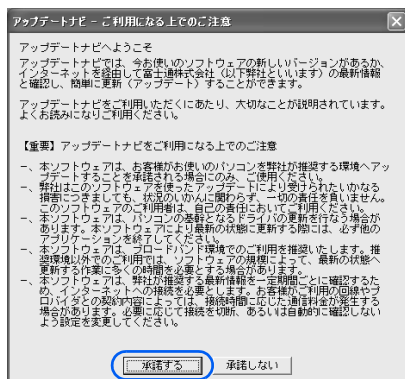 アップデートナビ - ご利用になる上でのご注意
アップデートナビへようこそ
アップデートナビでは、今お使いのソフトウェアの新しいバージョンがあるか、
インターネットを経由して富士通株式会社（以下弊社といいます）の最新情報
と確認し、簡単に更新（アップデート）することができます。
アップデートナビをご利用いただくにあたり、大切なことが説明されています。
よくお読みになりご利用ください。
【重要】アップデートナビをご利用になる上でのご注意
－、本ソフトウェアは、お客様がお使いのパソコンを弊社が推奨する環境へアッ
プデートすることを承諾される場合にのみ、ご使用ください。
－、弊社はこのソフトウェアを使ったアップデートにより受けられたいかなる
損害につきましても、状況のいかんに関わらず、一切の責任を負いません。
このソフトウェアのご利用者は、自己の責任においてご利用ください。
－、本ソフトウェアは、パソコンの基幹となるドライバの更新を行なう場合が
あります。本ソフトウェアにより最新の状態に更新する際には、必ず他の
アプリケーションを終了してください。
－、本ソフトウェアは、ブロードバンド環境でのご利用を推奨いたします。推
奨環境以外でのご利用では、ソフトウェアの規模によって、最新の状態へ
更新する作業に多くの時間を必要とする場合があります。
－、本ソフトウェアは、弊社が推奨する最新情報を一定期間ごとに確認するた
め、インターネットへの接続を必要とします。お客様がご利用の回線やプ
ロバイダとの契約内容によっては、接続時間に応じた通信料金が発生する
場合があります。必要に応じて接続を切断、あるいは自動的に確認しない
よう設定を変更してください。
承諾する 承諾しない